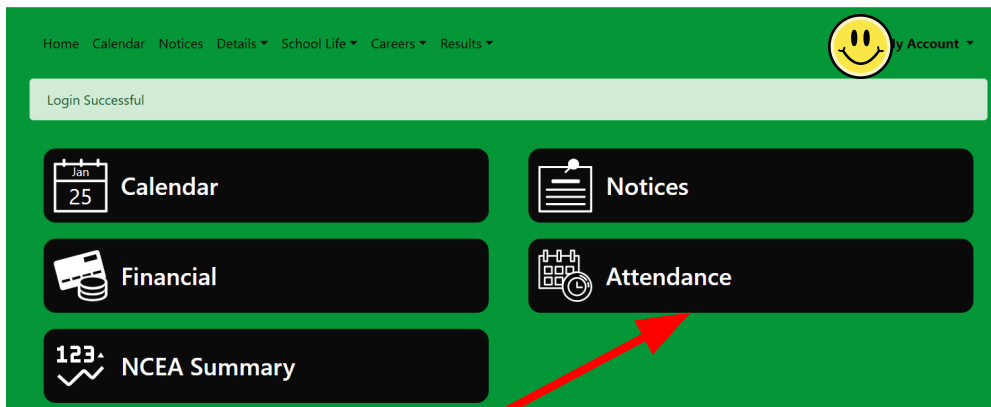 Home Calendar Notices Details School Life Careers Results
y Account
Login Successful
Jan
25
Calendar
Notices
Financial
Attendance
123
NCEA Summary